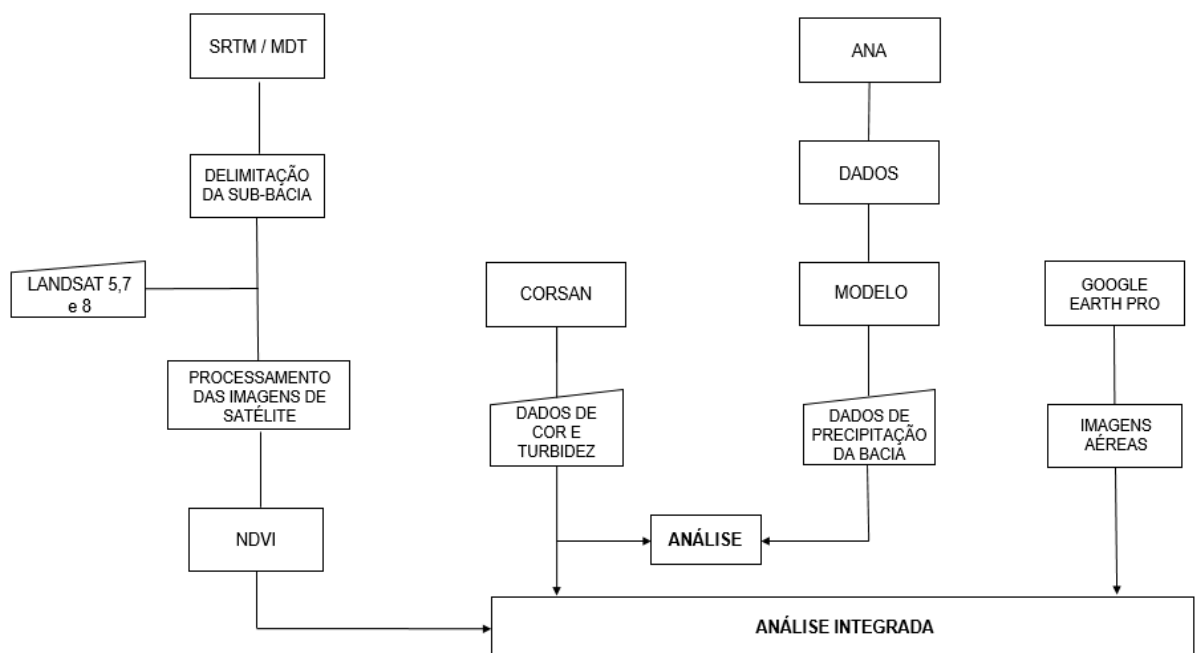 SRTM / MDT
ANA
DELIMITAÇÃO
DA SUB-BACIA
DADOS
LANDSAT 5,7
e 8
CORSAN
MODELO
GOOGLE
EARTH PRO
PROCESSAMENTO
DAS IMAGENS DE
SATÉLITE
DADOS DE
COR E
TURBIDEZ
DADOS DE
PRECIPITAÇÃO
DA BACIA
IMAGENS
AÉREAS
NDVI
ANÁLISE
ANÁLISE INTEGRADA